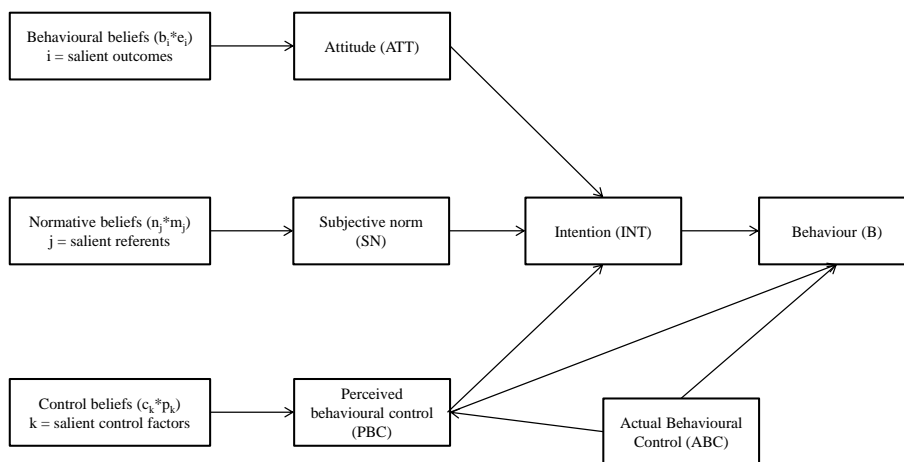 Behavioural beliefs (bᵢ*eᵢ)
i = salient outcomes
Attitude (ATT)
Normative beliefs (nⱼ*mⱼ)
j = salient referents
Subjective norm
(SN)
Intention (INT)
Behaviour (B)
Control beliefs (cₖ*pₖ)
k = salient control factors
Perceived
behavioural control
(PBC)
Actual Behavioural
Control (ABC)